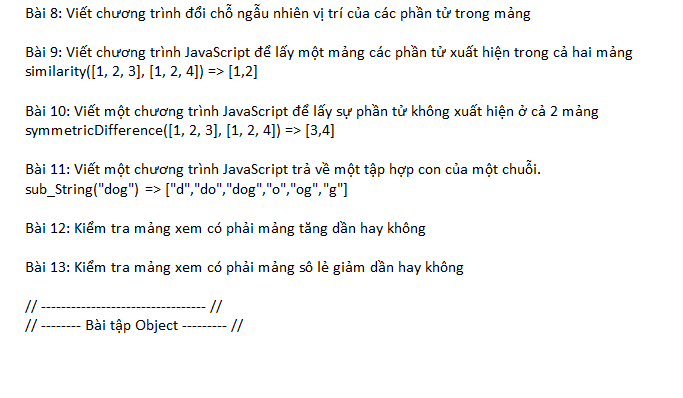 Bài 8: Viết chương trình đổi chỗ ngẫu nhiên vị trí của các phần tử trong mảng
Bài 9: Viết chương trình JavaScript để lấy một mảng các phần tử xuất hiện trong cả hai mảng
similarity([1, 2, 3], [1, 2, 4]) => [1,2]
Bài 10: Viết một chương trình JavaScript để lấy sự phần tử không xuất hiện ở cả 2 mảng
symmetricDifference([1, 2, 3], [1, 2, 4]) => [3,4]
Bài 11: Viết một chương trình JavaScript trả về một tập hợp con của một chuỗi.
sub_String("dog") => ["d","do","dog","o","og","g"]
Bài 12: Kiểm tra mảng xem có phải mảng tăng dần hay không
Bài 13: Kiểm tra mảng xem có phải mảng sô lẻ giảm dần hay không
// --------------------------------- //
// -------- Bài tập Object --------- //